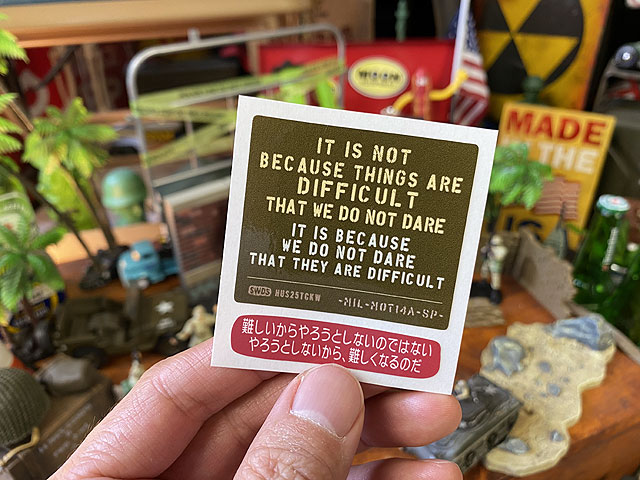 MOON
MADE
THE
IT IS NOT
BECAUSE THINGS ARE
DIFFICULT
THAT WE DO NOT DARE
IT IS BECAUSE
WE DO NOT DARE
THAT THEY ARE DIFFICULT
SWDS HUS25TGKW -MIL-MOT14A-SP-
難しいからやろうとしないのではない
やろうとしないから、難しくなるのだ